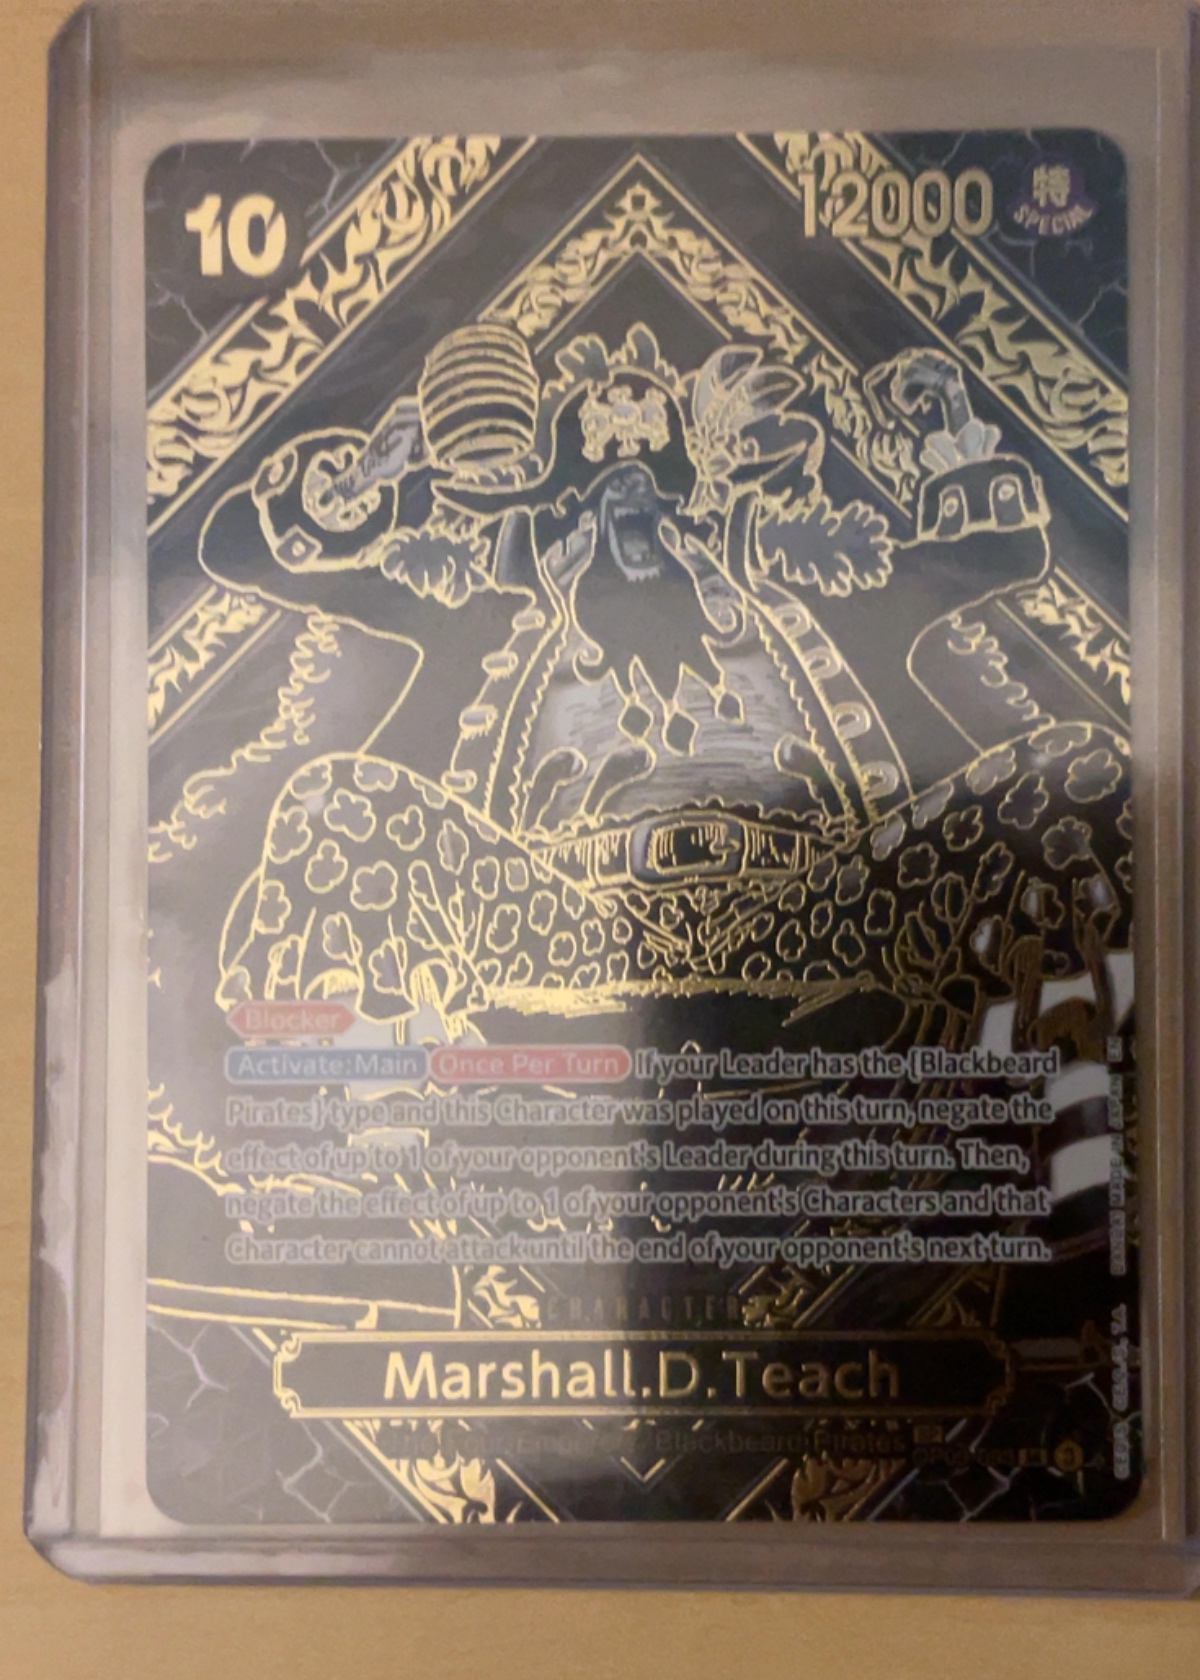 10
12000
特
SPECIAL
Blocker
Activate:Main Once Per Turn If your Leader has the {Blackbeard
Pirates} type and this Character was played on this turn, negate the
effect of up to 1 of your opponent's Leader during this turn. Then,
negate the effect of up to 1 of your opponent's Characters and that
Character cannot attack until the end of your opponent's next turn.
CHARACTER
Marshall.D.Teach
The Four Emperors/Blackbeard Pirates